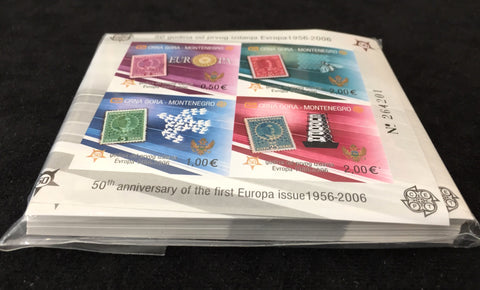 50 godina od prvog izdanja Evropa 1956-2006
CRNA GORA - MONTENEGRO
EUROPA
0,50 €
CRNA GORA - MONTENEGRO
CRNA GORA - MONTENEGRO
1,00 €
CRNA GORA - MONTENEGRO
2,00 €
№ 264201
50th anniversary of the first Europa issue 1956-2006